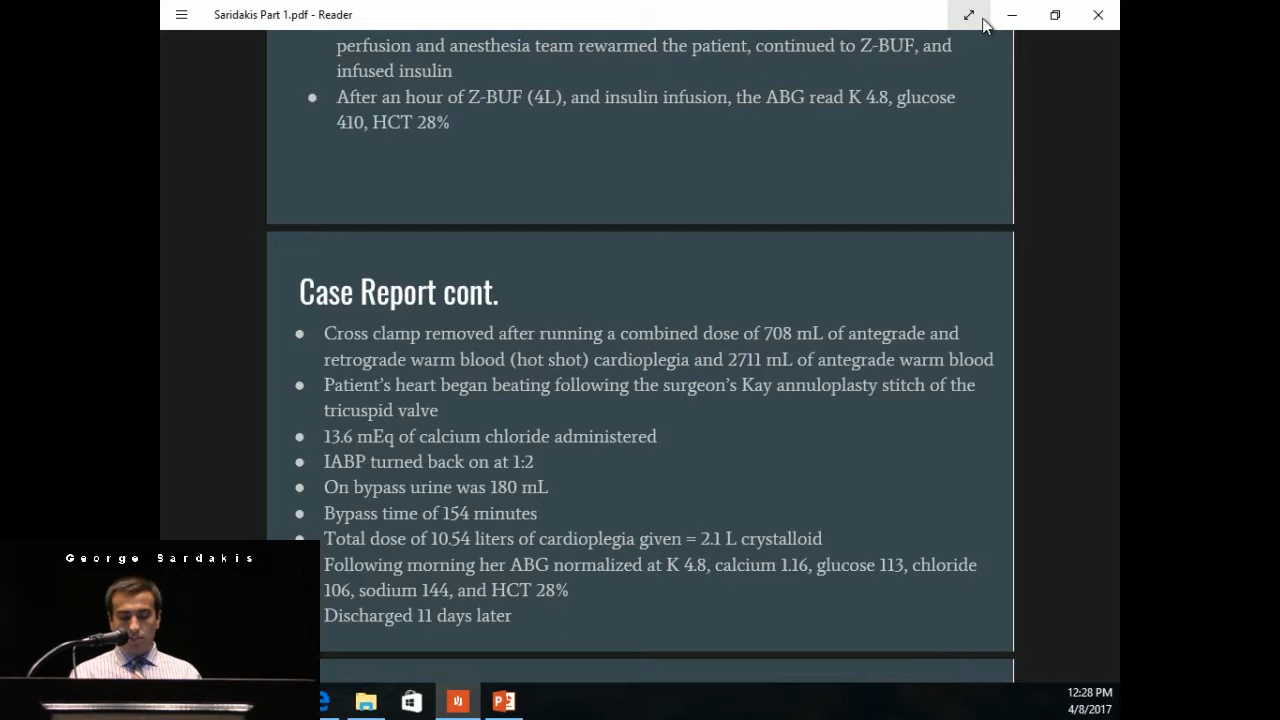 Saridakis Part 1.pdf - Reader
perfusion and anesthesia team rewarmed the patient, continued to Z-BUF, and
infused insulin
● After an hour of Z-BUF (4L), and insulin infusion, the ABG read K 4.8, glucose
410, HCT 28%
Case Report cont.
● Cross clamp removed after running a combined dose of 708 mL of antegrade and
retrograde warm blood (hot shot) cardioplegia and 2711 mL of antegrade warm blood
● Patient's heart began beating following the surgeon's Kay annuloplasty stitch of the
tricuspid valve
● 13.6 mEq of calcium chloride administered
● IABP turned back on at 1:2
● On bypass urine was 180 mL
● Bypass time of 154 minutes
● Total dose of 10.54 liters of cardioplegia given = 2.1 L crystalloid
Following morning her ABG normalized at K 4.8, calcium 1.16, glucose 113, chloride
106, sodium 144, and HCT 28%
Discharged 11 days later
George Sardakis
12:28 PM
4/8/2017